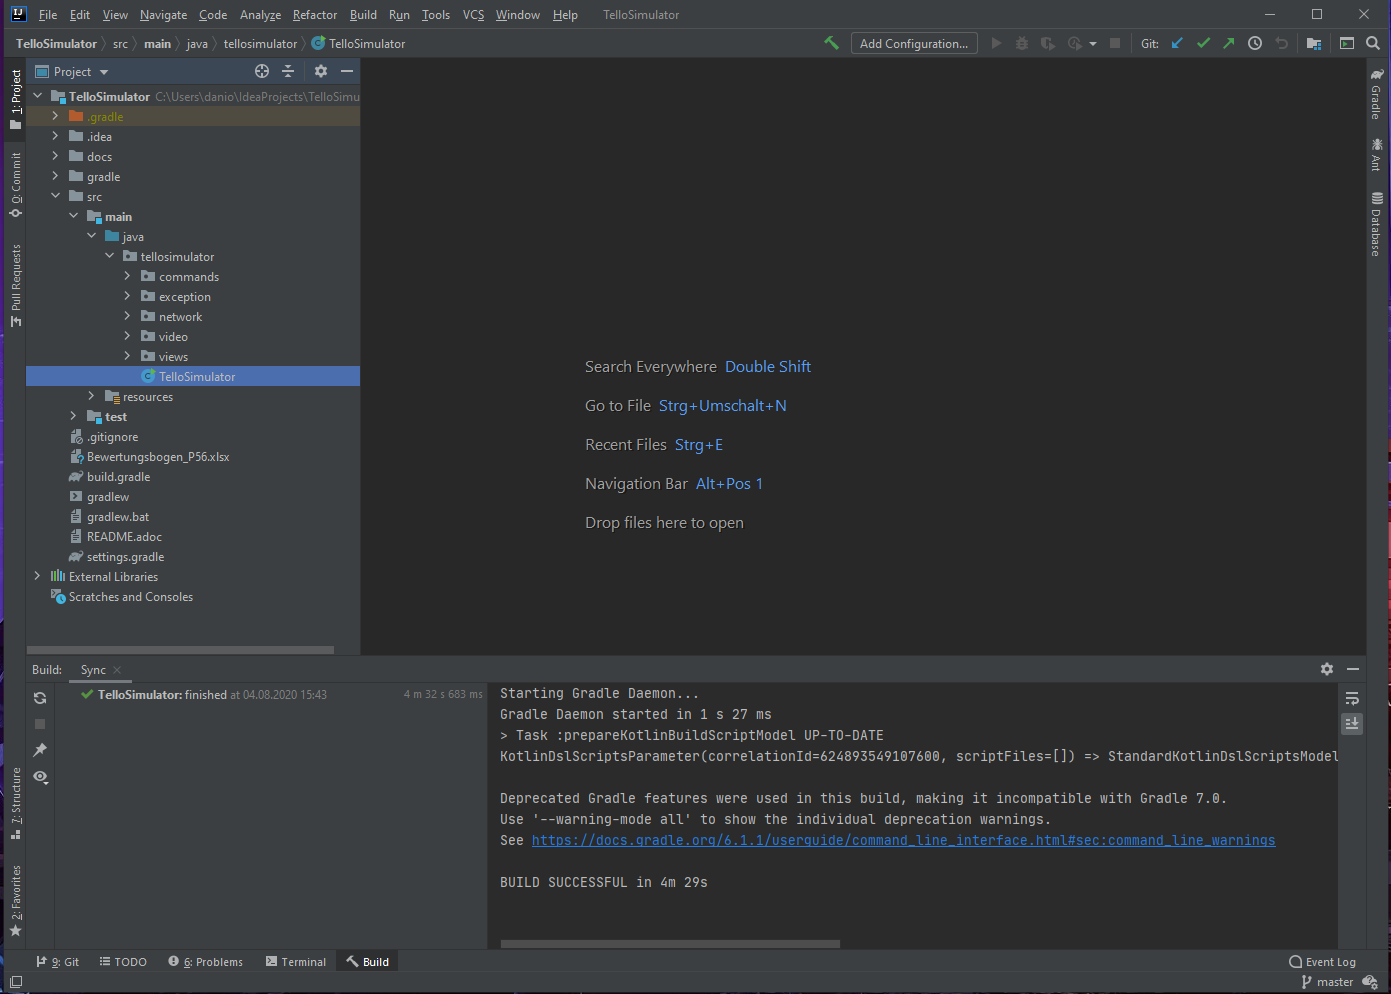 File Edit View Navigate Code Analyze Refactor Build Run Tools VCS Window Help TelloSimulator
TelloSimulator src main java tellosimulator TelloSimulator Add Configuration... Git:
1: Project
0: Commit
Pull Requests
7: Structure
2: Favorites
Project
TelloSimulator C:\Users\danio\IdeaProjects\TelloSimu
.gradle
.idea
docs
gradle
src
main
java
tellosimulator
commands
exception
network
video
views
TelloSimulator
resources
test
.gitignore
Bewertungsbogen_P56.xlsx
build.gradle
gradlew
gradlew.bat
README.adoc
settings.gradle
External Libraries
Scratches and Consoles
Search Everywhere Double Shift
Go to File Strg+Umschalt+N
Recent Files Strg+E
Navigation Bar Alt+Pos 1
Drop files here to open
Gradle
Ant
Database
Build: Sync
TelloSimulator: finished at 04.08.2020 15:43 4 m 32 s 683 ms
Starting Gradle Daemon...
Gradle Daemon started in 1 s 27 ms
> Task :prepareKotlinBuildScriptModel UP-TO-DATE
KotlinDslScriptsParameter(correlationId=624893549107600, scriptFiles=[]) => StandardKotlinDslScriptsModel
Deprecated Gradle features were used in this build, making it incompatible with Gradle 7.0.
Use '--warning-mode all' to show the individual deprecation warnings.
See https://docs.gradle.org/6.1.1/userguide/command_line_interface.html#sec:command_line_warnings
BUILD SUCCESSFUL in 4m 29s
9: Git TODO 6: Problems Terminal Build Event Log
master